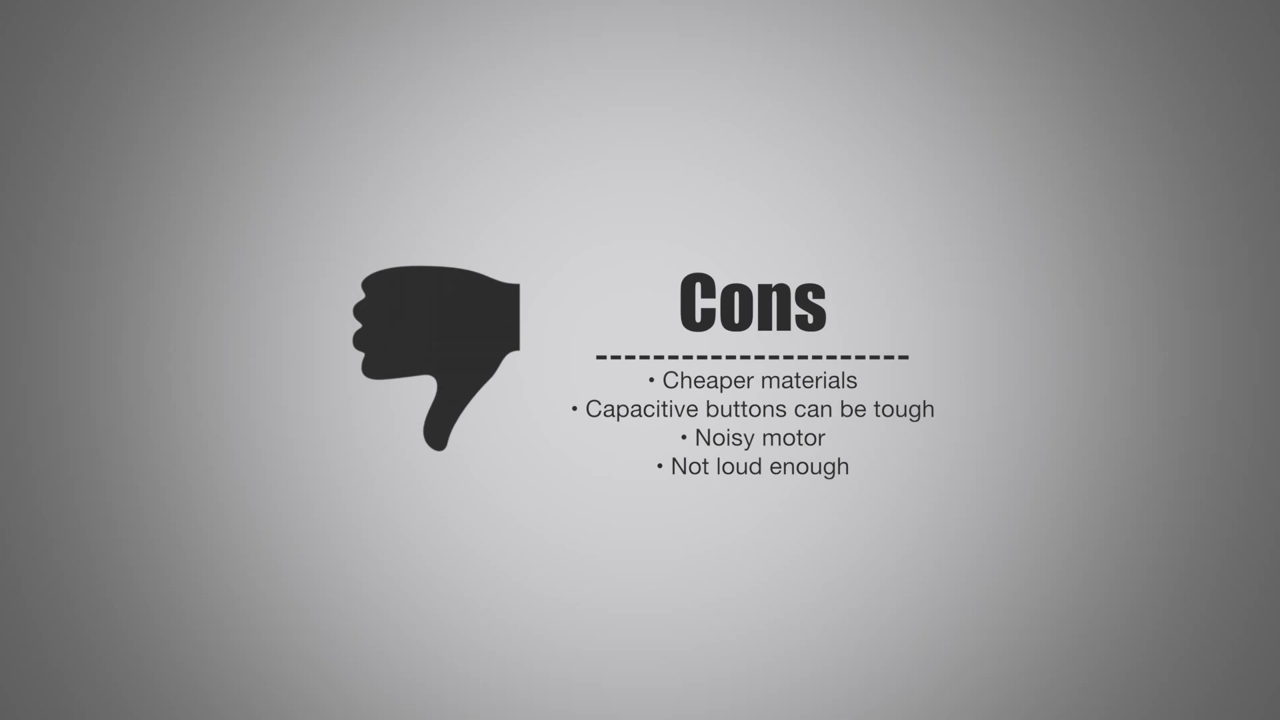 Cons
----------------------
• Cheaper materials
• Capacitive buttons can be tough
• Noisy motor
• Not loud enough